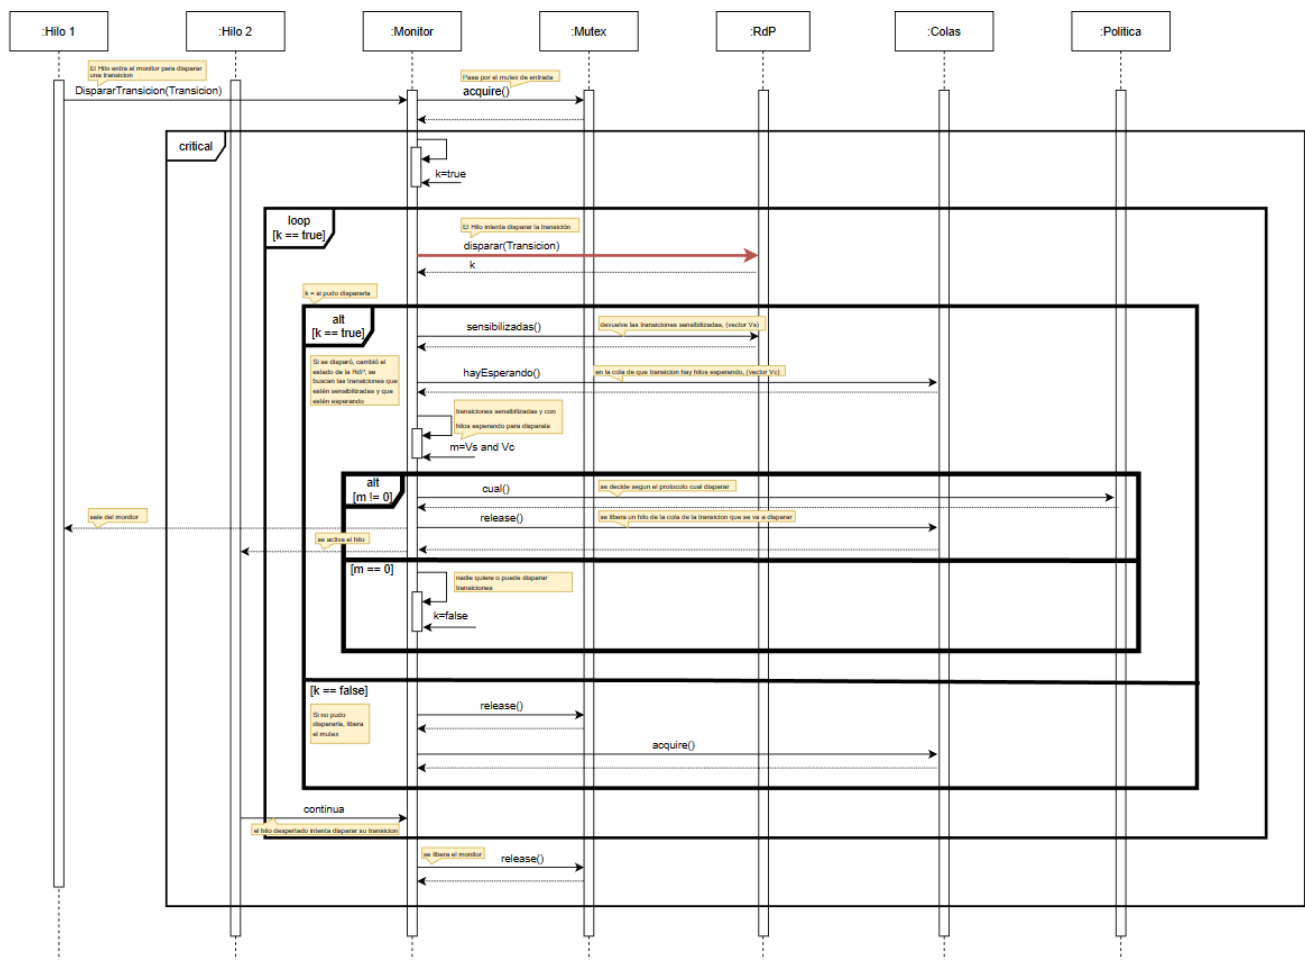 :Hilo 1
:Hilo 2
:Monitor
:Mutex
:RdP
:Colas
:Politica
El Hilo entra al monitor para disparar
una transicion
DispararTransicion(Transicion)
Pasa por el mutex de entrada
acquire()
critical
k=true
loop
[k == true]
El Hilo intenta disparar la transición
disparar(Transicion)
k
k = si pudo dispararla
alt
[k == true]
sensibilizadas()
devuelve las transiciones sensibilizadas, (vector Vs)
Si se disparó, cambió el
estado de la RdP, se
buscan las transiciones que
estén sensibilizadas y que
estén esperando
hayEsperando()
en la cola de que transicion hay hilos esperando, (vector Vc)
transiciones sensibilizadas y con
hilos esperando para dispararla
m=Vs and Vc
alt
[m != 0]
cual()
se decide segun el protocolo cual disparar
sale del monitor
release()
se libera un hilo de la cola de la transicion que se va a disparar
se activa el hilo
[m == 0]
nadie quiere o puede disparar
transiciones
k=false
[k == false]
Si no pudo
dispararla, libera
el mutex
release()
acquire()
continua
el hilo despertado intenta disparar su transicion
se libera el monitor
release()